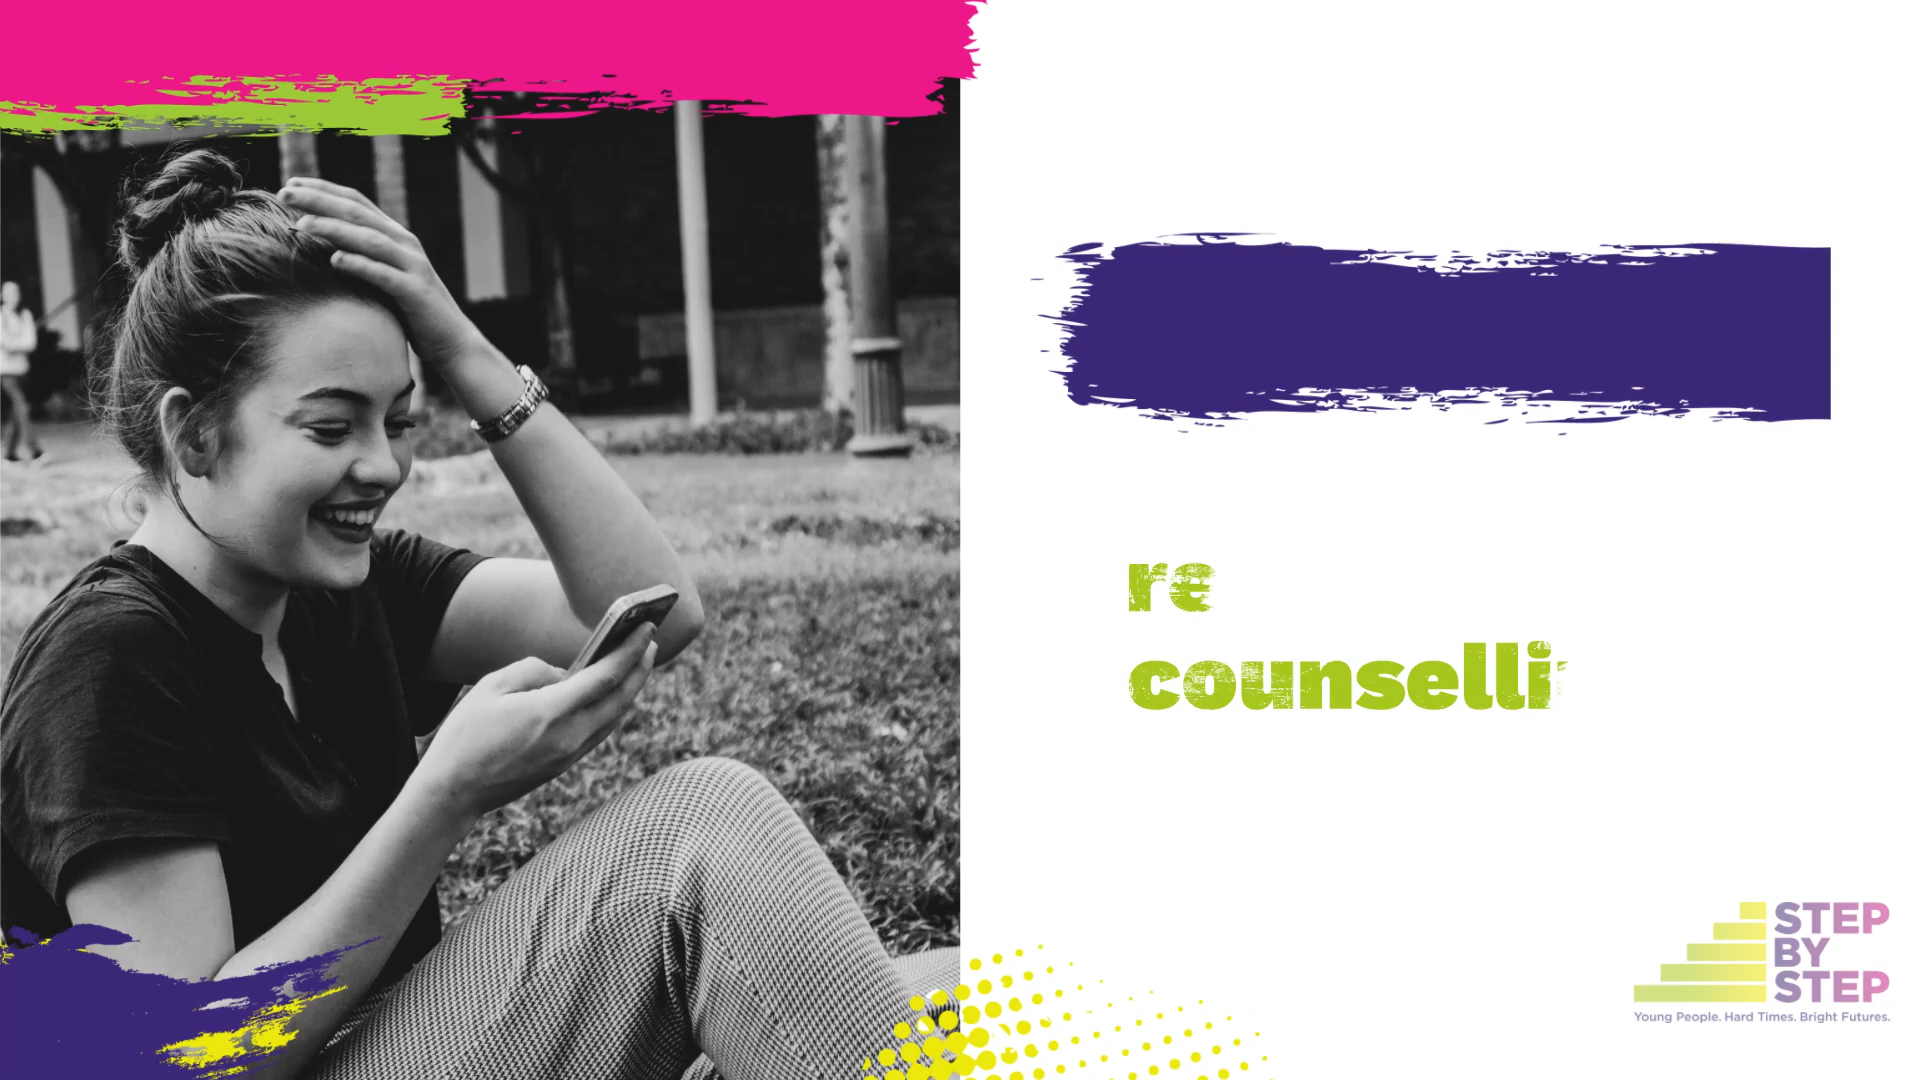 re
counselli
STEP
BY
STEP
Young People. Hard Times. Bright Futures.